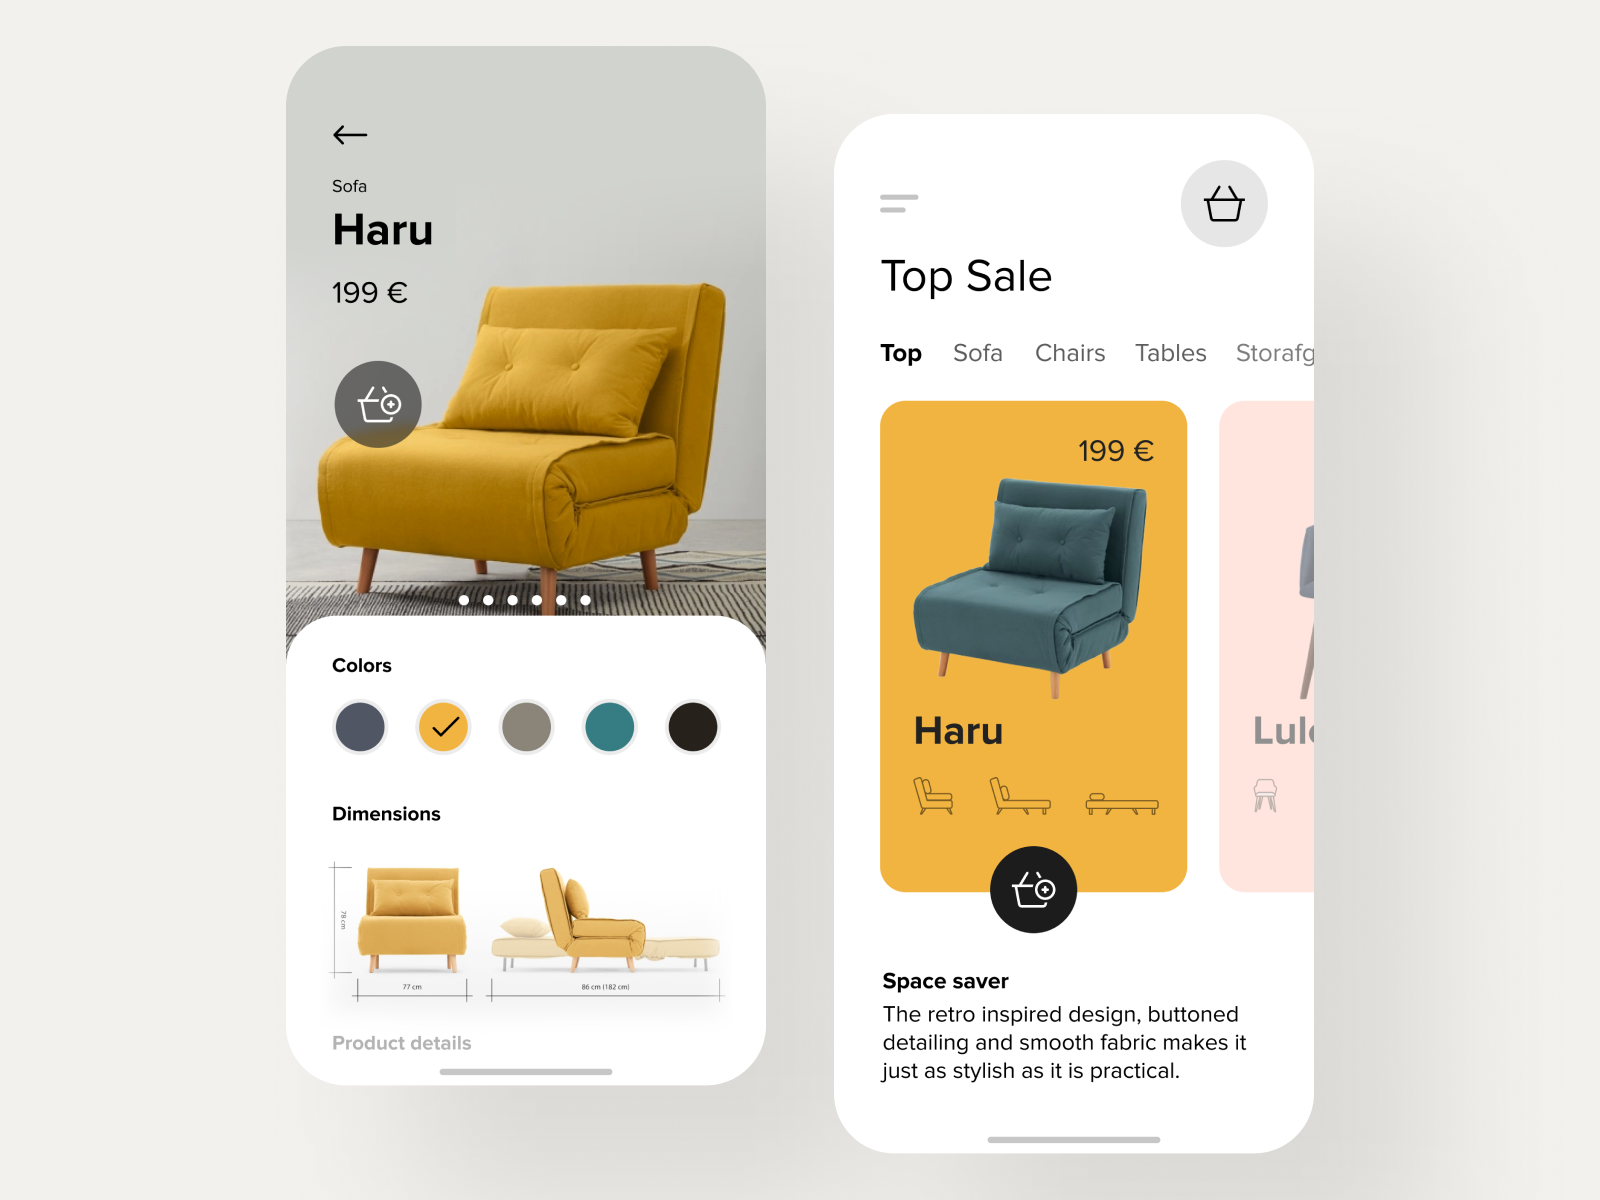 Sofa
Haru
199 €
Colors
Dimensions
78 cm
77 cm
86 cm (182 cm)
Product details
Top Sale
Top Sofa Chairs Tables Storafg
199 €
Haru
Space saver
The retro inspired design, buttoned
detailing and smooth fabric makes it
just as stylish as it is practical.